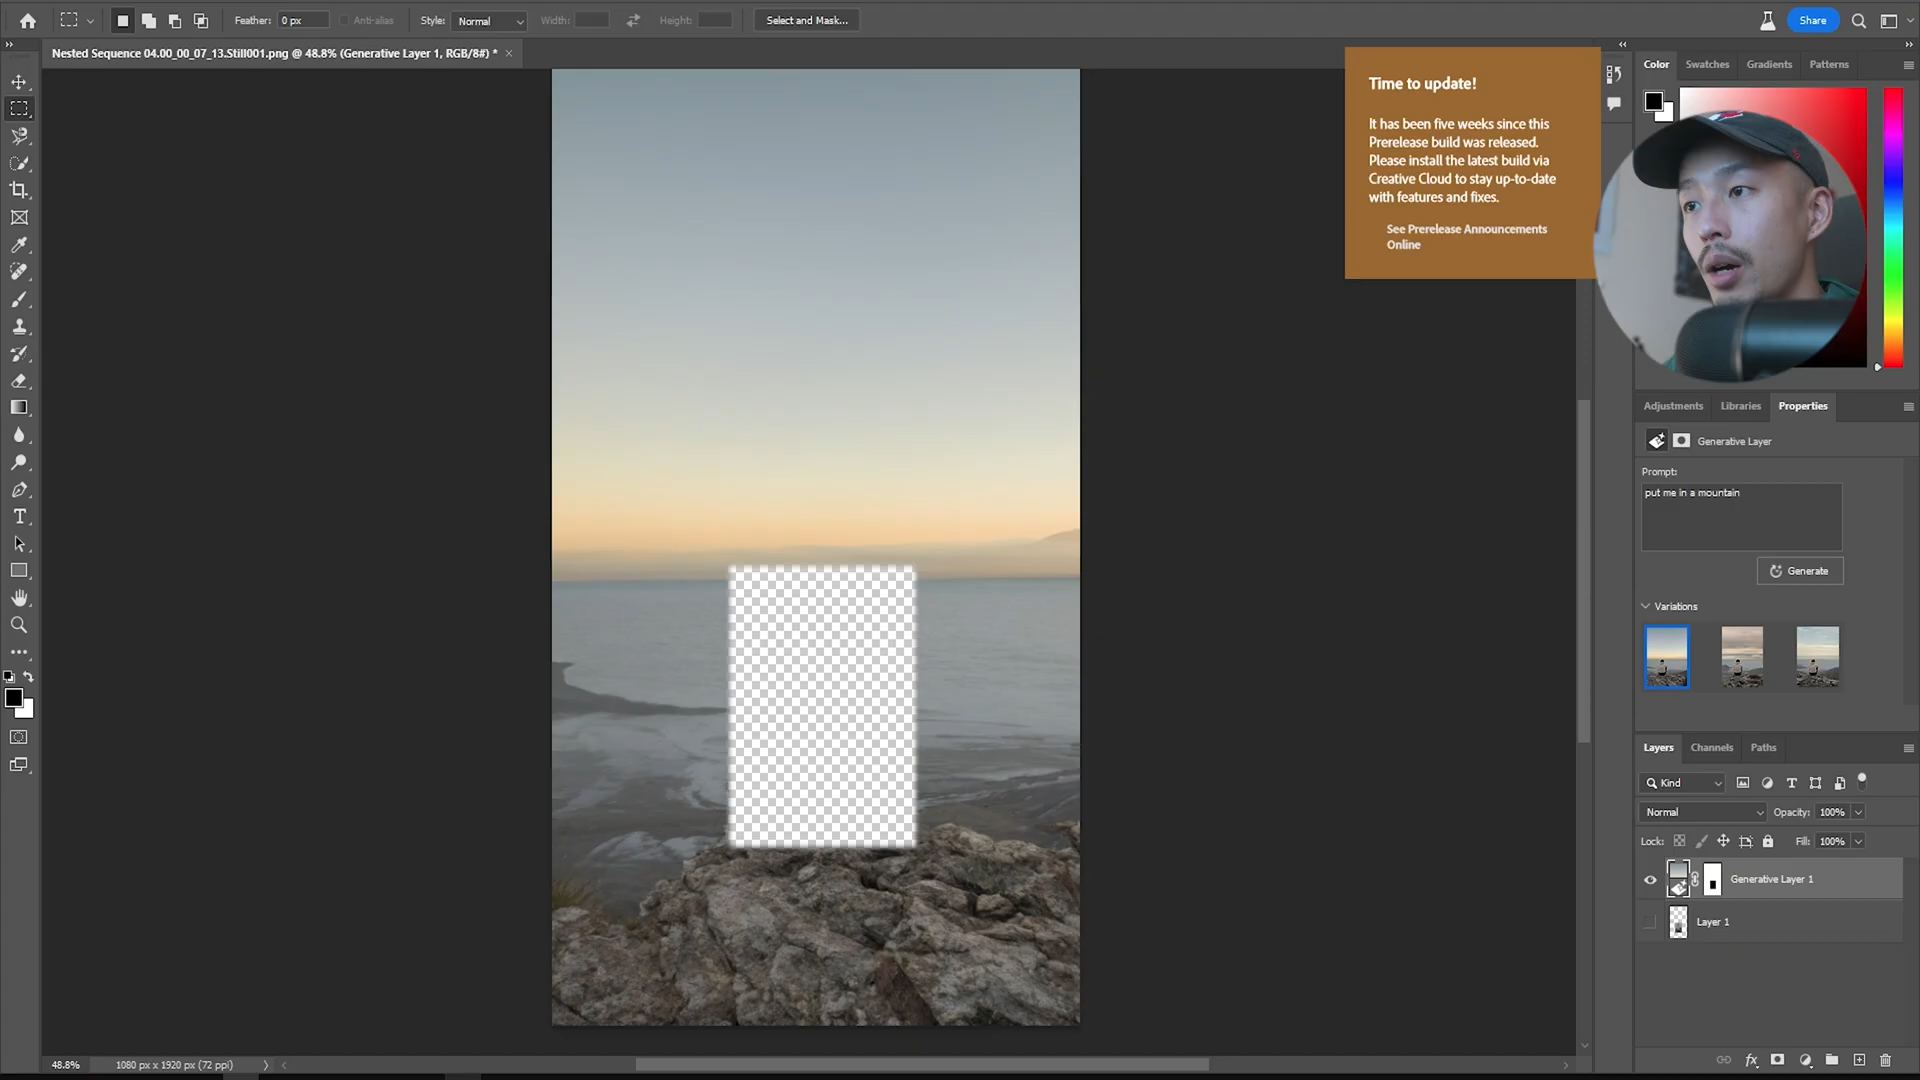 Feather: 0 px Anti-alias Style: Normal Width: Height: Select and Mask... Share
Nested Sequence 04.00_00_07_13.Still001.png @ 48.8% (Generative Layer 1, RGB/8#) * ×
Time to update!
It has been five weeks since this
Prerelease build was released.
Please install the latest build via
Creative Cloud to stay up-to-date
with features and fixes.
See Prerelease Announcements
Online
Color Swatches Gradients Patterns
Adjustments Libraries Properties
Generative Layer
Prompt:
put me in a mountain
Generate
Variations
Layers Channels Paths
Kind
Normal Opacity: 100%
Lock: Fill: 100%
Generative Layer 1
Layer 1
fx
48.8% 1080 px x 1920 px (72 ppi)